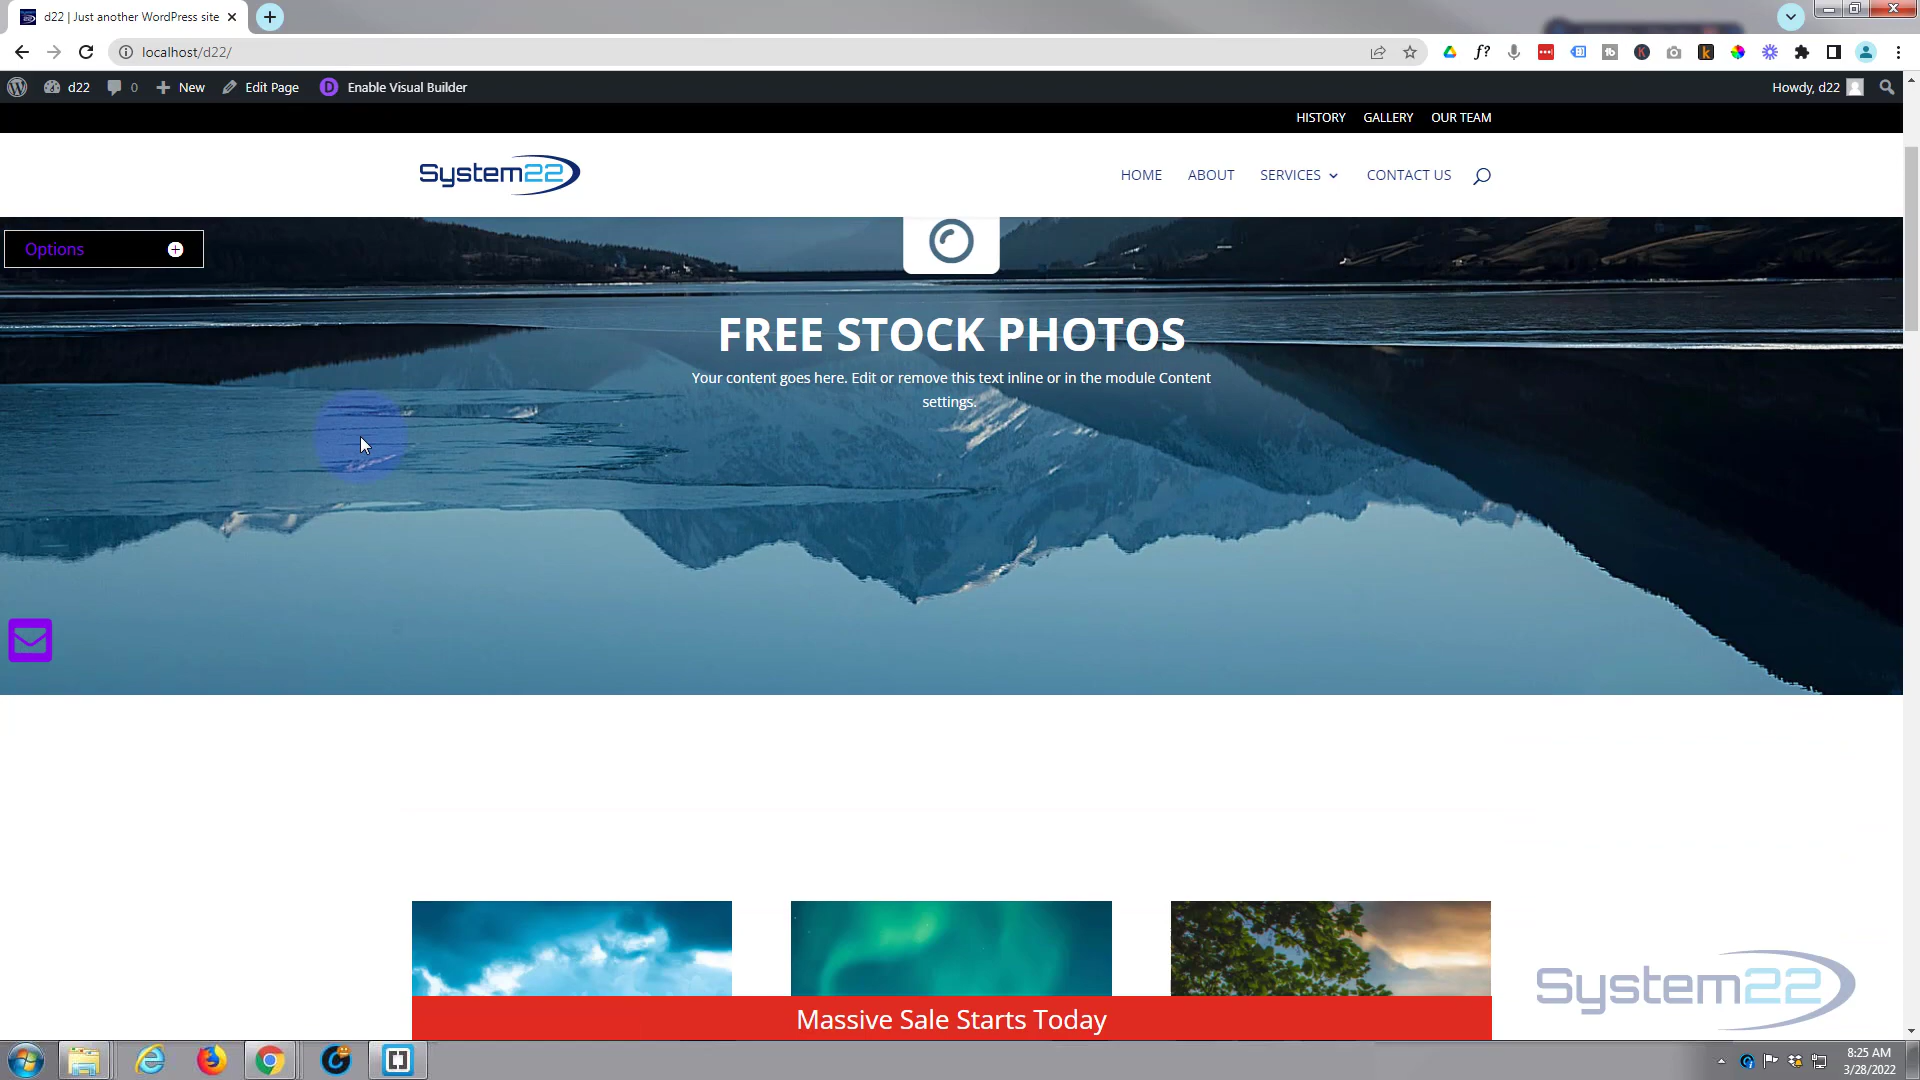 d22 | Just another WordPress site
localhost/d22/
d22
0
New
Edit Page
Enable Visual Builder
Howdy, d22
HISTORY
GALLERY
OUR TEAM
System22
HOME
ABOUT
SERVICES
CONTACT US
Options
FREE STOCK PHOTOS
Your content goes here. Edit or remove this text inline or in the module Content
settings.
System22
Massive Sale Starts Today
8:25 AM
3/28/2022